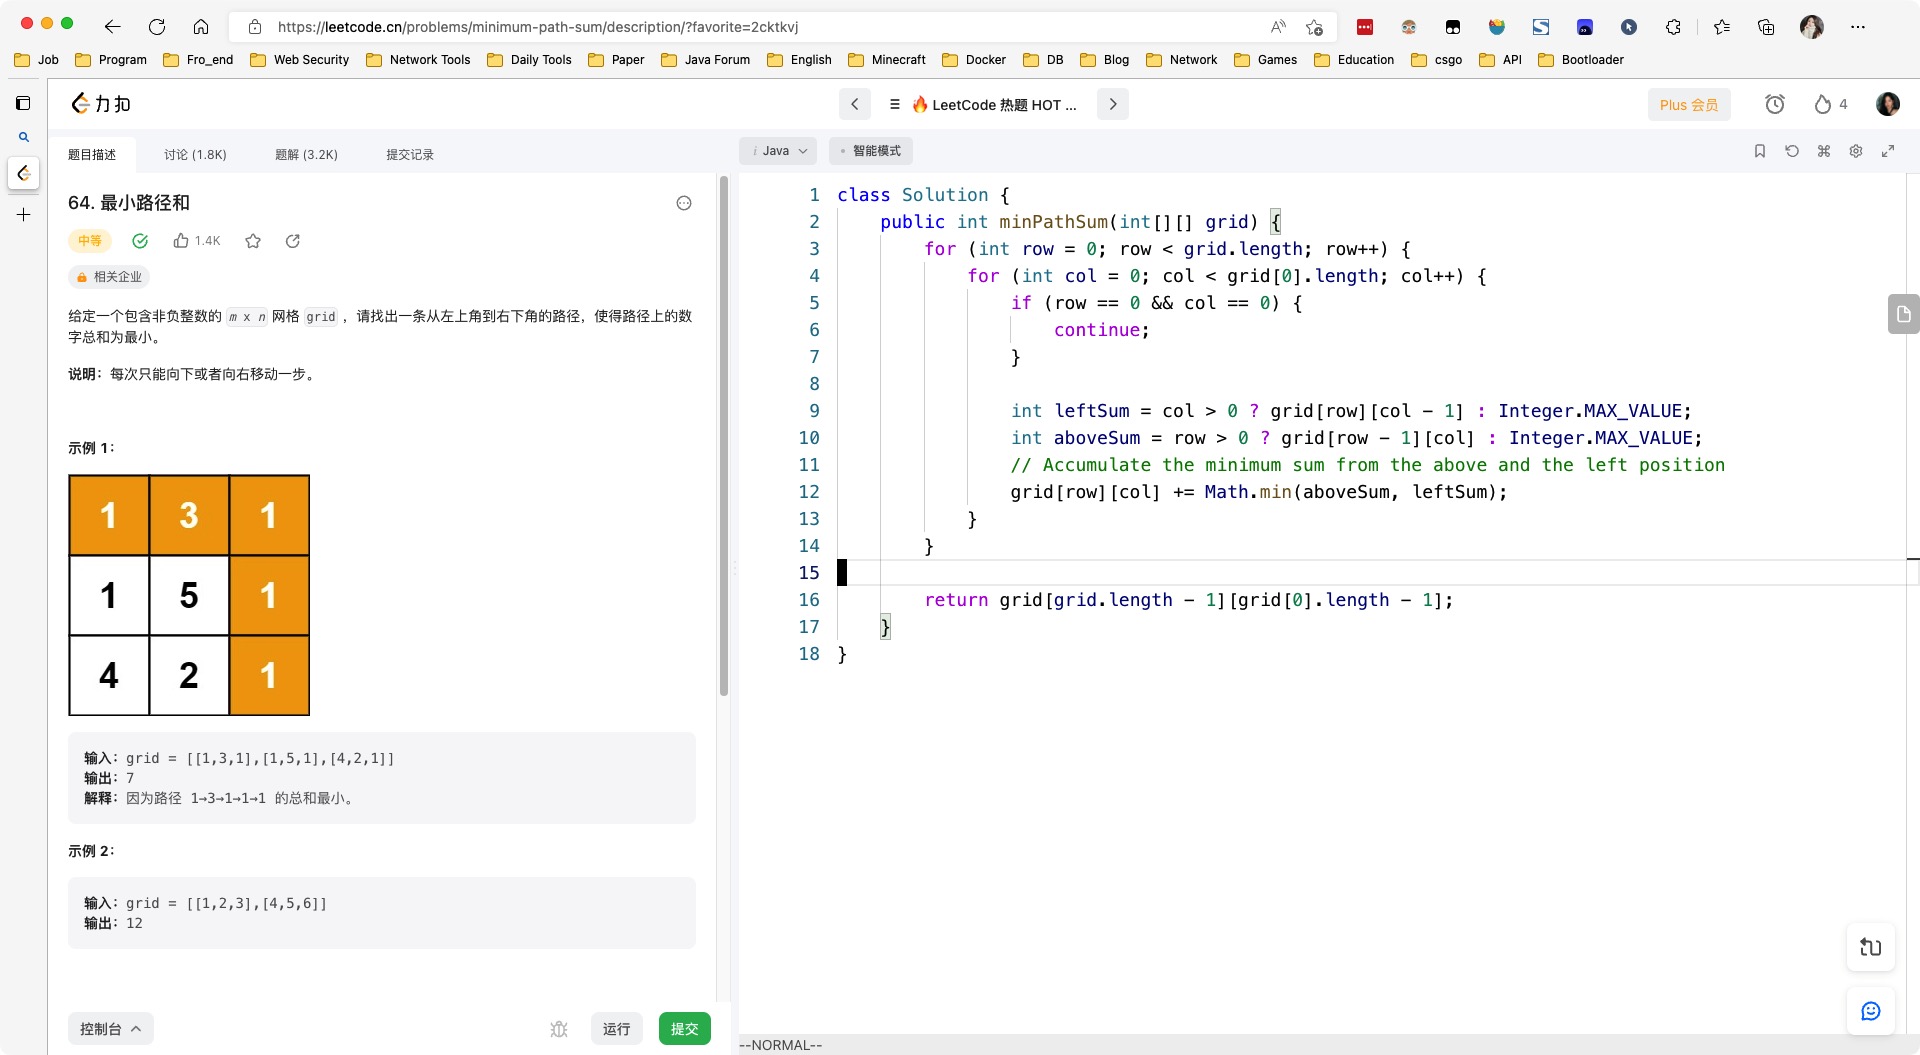 https://leetcode.cn/problems/minimum-path-sum/description/?favorite=2cktkvj
Job Program Fro_end Web Security Network Tools Daily Tools Paper Java Forum English Minecraft Docker DB Blog Network Games Education csgo API Bootloader
力扣
LeetCode 热题 HOT ...
Plus 会员
4
题目描述 讨论 (1.8K) 题解 (3.2K) 提交记录
64. 最小路径和
中等 1.4K
相关企业
给定一个包含非负整数的 m x n 网格 grid ，请找出一条从左上角到右下角的路径，使得路径上的数
字总和为最小。
说明：每次只能向下或者向右移动一步。
示例 1：
1 3 1
1 5 1
4 2 1
输入：grid = [[1,3,1],[1,5,1],[4,2,1]]
输出：7
解释：因为路径 1→3→1→1→1 的总和最小。
示例 2：
输入：grid = [[1,2,3],[4,5,6]]
输出：12
控制台 运行 提交
i Java 智能模式
1 class Solution {
2     public int minPathSum(int[][] grid) {
3         for (int row = 0; row < grid.length; row++) {
4             for (int col = 0; col < grid[0].length; col++) {
5                 if (row == 0 && col == 0) {
6                     continue;
7                 }
8
9                 int leftSum = col > 0 ? grid[row][col - 1] : Integer.MAX_VALUE;
10                 int aboveSum = row > 0 ? grid[row - 1][col] : Integer.MAX_VALUE;
11                 // Accumulate the minimum sum from the above and the left position
12                 grid[row][col] += Math.min(aboveSum, leftSum);
13             }
14         }
15
16         return grid[grid.length - 1][grid[0].length - 1];
17     }
18 }
--NORMAL--